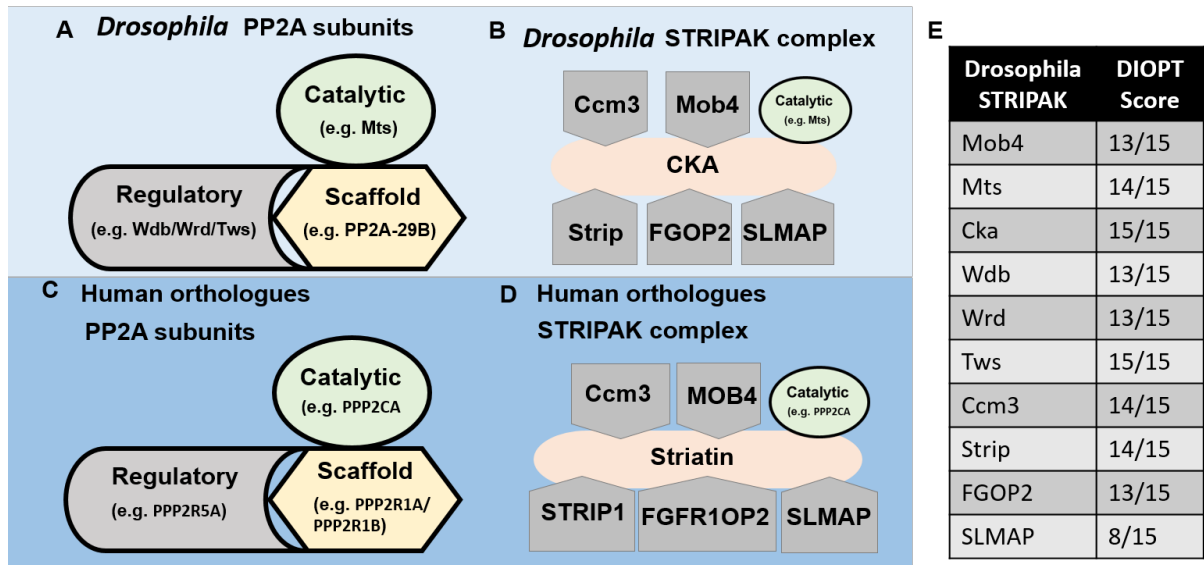 A Drosophila PP2A subunits
Catalytic
(e.g. Mts)
Regulatory
(e.g. Wdb/Wrd/Tws)
Scaffold
(e.g. PP2A-29B)
B Drosophila STRIPAK complex
Ccm3
Mob4
Catalytic
(e.g. Mts)
CKA
Strip
FGOP2
SLMAP
C Human orthologues
PP2A subunits
Catalytic
(e.g. PPP2CA
Regulatory
(e.g. PPP2R5A)
Scaffold
(e.g. PPP2R1A/
PPP2R1B)
D Human orthologues
STRIPAK complex
Ccm3
MOB4
Catalytic
(e.g. PPP2CA
Striatin
STRIP1
FGFR1OP2
SLMAP
E
Drosophila DIOPT
STRIPAK Score
Mob4 13/15
Mts 14/15
Cka 15/15
Wdb 13/15
Wrd 13/15
Tws 15/15
Ccm3 14/15
Strip 14/15
FGOP2 13/15
SLMAP 8/15